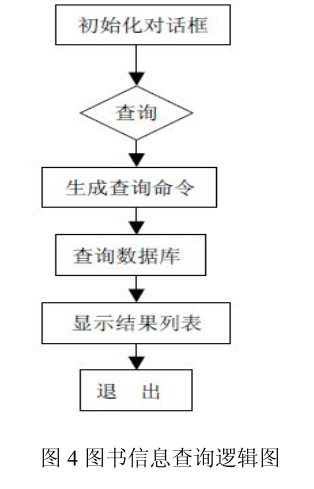 初始化对话框
查询
生成查询命令
查询数据库
显示结果列表
退 出
图 4 图书信息查询逻辑图